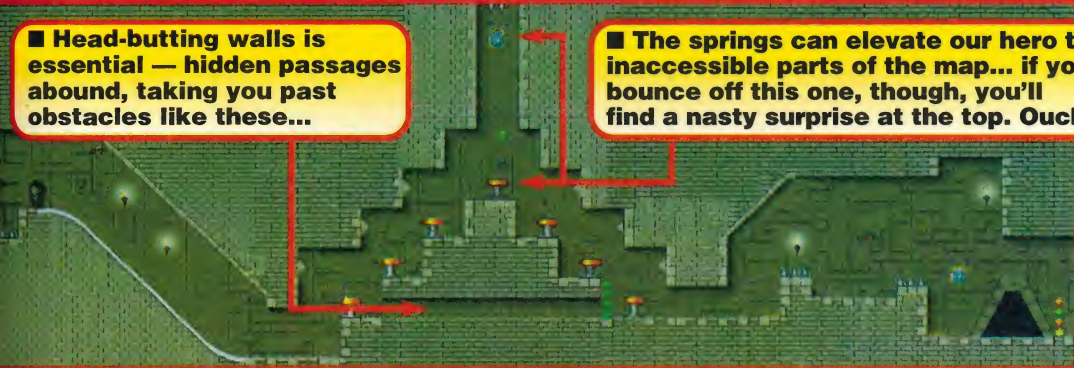 ■ Head-butting walls is
essential — hidden passages
abound, taking you past
obstacles like these...
■ The springs can elevate our hero
inaccessible parts of the map... if
bounce off this one, though, you'll
find a nasty surprise at the top.